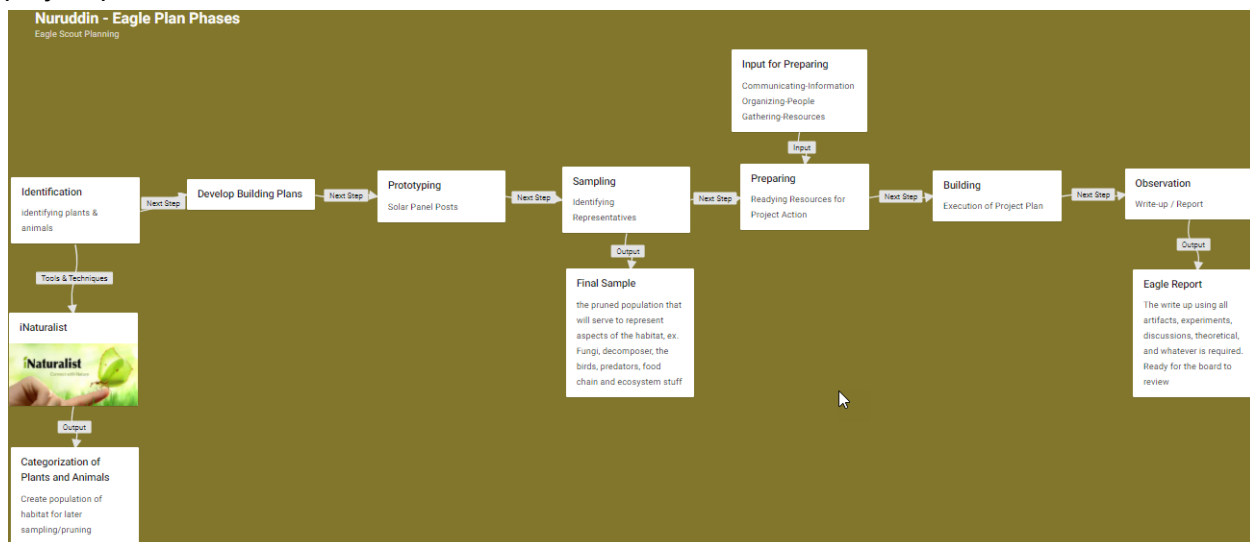 Nuruddin - Eagle Plan Phases
Eagle Scout Planning
Input for Preparing
Communicating-Information
Organizing-People
Gathering-Resources
Input
Identification
identifying plants &
animals
Next Step
Develop Building Plans
Next Step
Prototyping
Solar Panel Posts
Next Step
Sampling
Identifying
Representatives
Next Step
Preparing
Readying Resources for
Project Action
Next Step
Building
Execution of Project Plan
Next Step
Observation
Write-up / Report
Tools & Techniques
Output
Output
iNaturalist
iNaturalist
Final Sample
the pruned population that
will serve to represent
aspects of the habitat, ex.
Fungi, decomposer, the
birds, predators, food
chain and ecosystem stuff
Eagle Report
The write up using all
artifacts, experiments,
discussions, theoretical,
and whatever is required.
Ready for the board to
review
Output
Categorization of
Plants and Animals
Create population of
habitat for later
sampling/pruning